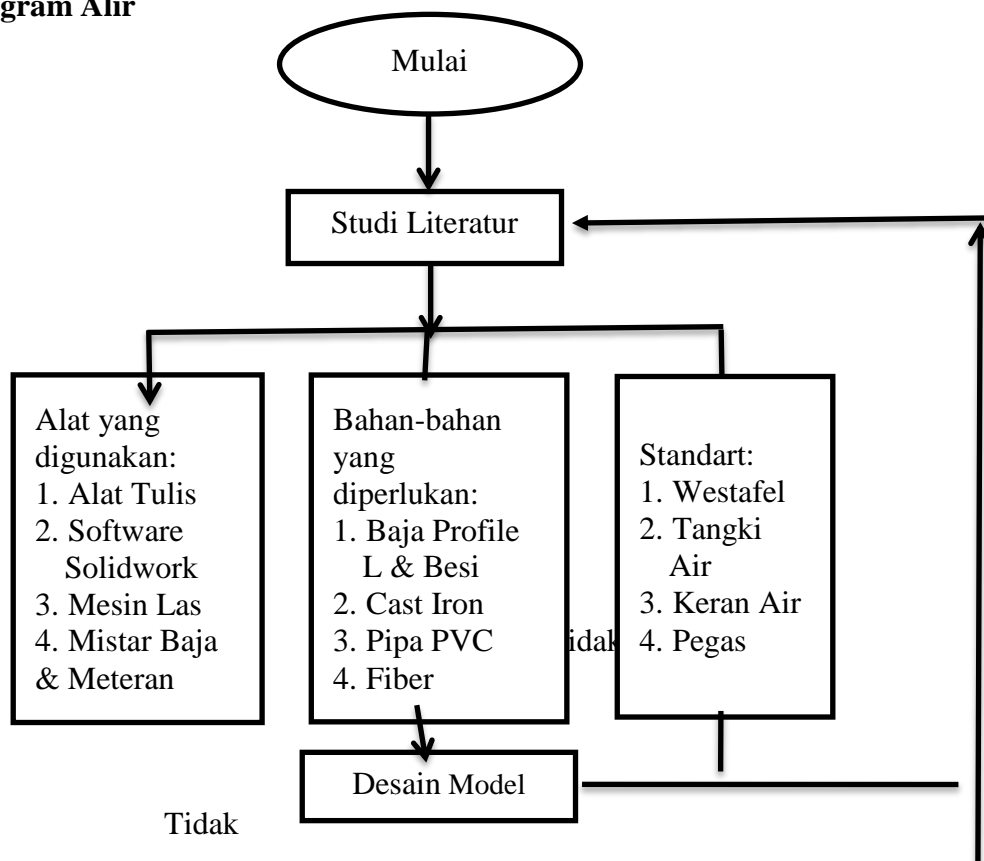 gram Alir
Mulai
Studi Literatur
Alat yang
digunakan:
1. Alat Tulis
2. Software
Solidwork
3. Mesin Las
4. Mistar Baja
& Meteran
Bahan-bahan
yang
diperlukan:
1. Baja Profile
L & Besi
2. Cast Iron
3. Pipa PVC
4. Fiber
idak
Standart:
1. Westafel
2. Tangki
Air
3. Keran Air
4. Pegas
Desain Model
Tidak